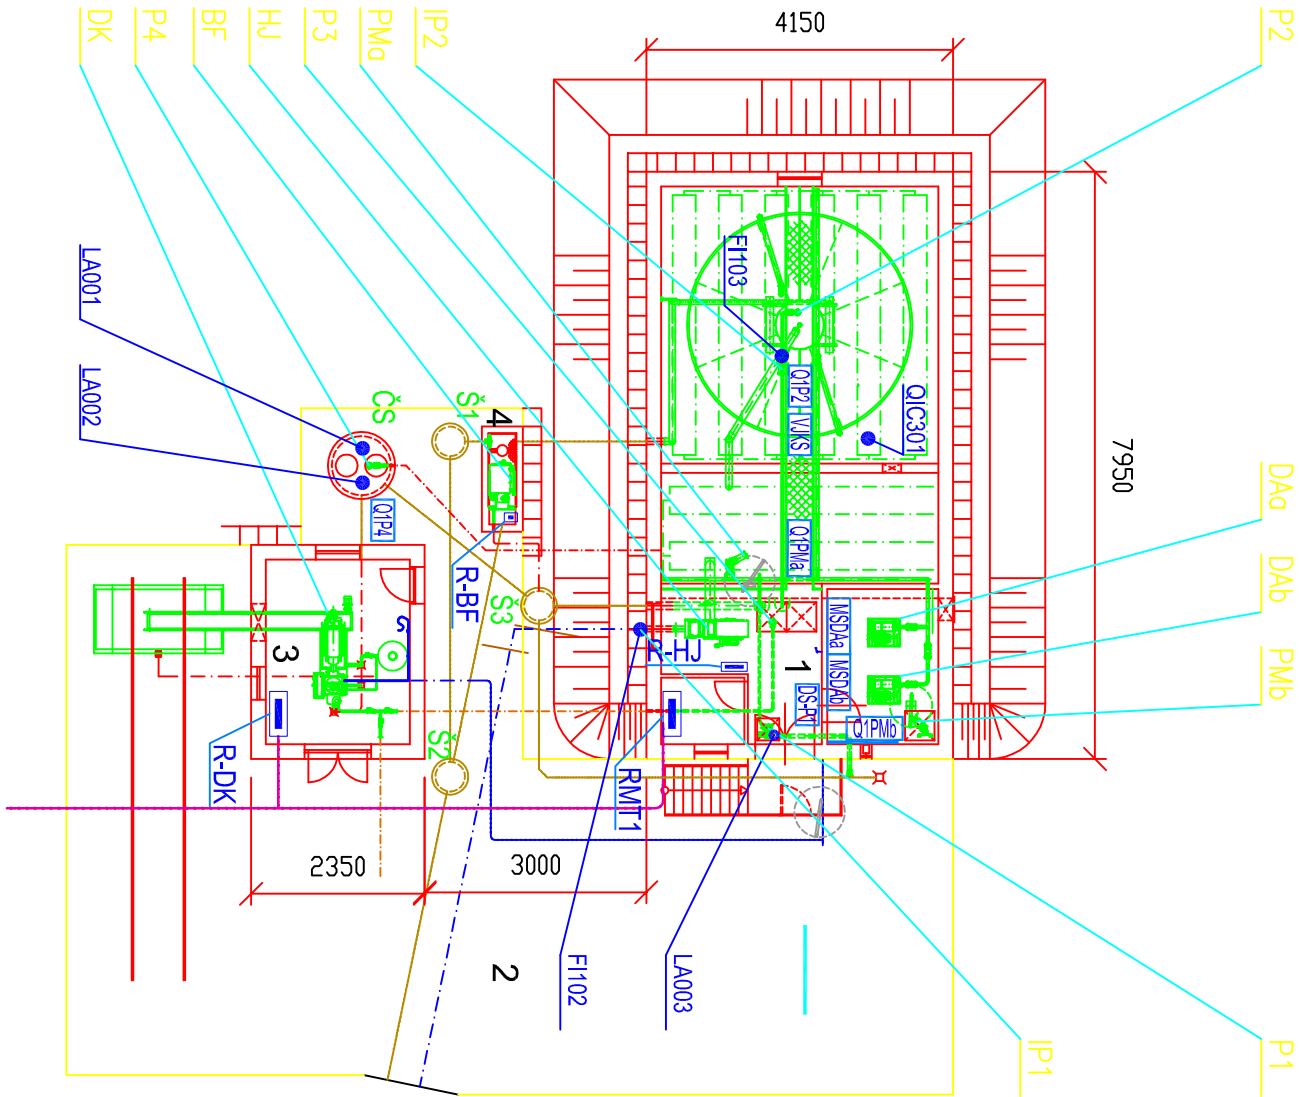 DK
P4
BF
HJ
P3
PMa
IP2
4150
P2
LA001
LA002
FI103
Q1P2
VJKS
QIC301
7950
ČS
Š1
4
Q1P4
Q1PMa
DAa
DAb
PMb
R-BF
Š3
S
3
R-HJ
1
MSDAa
MSDAb
DS-P1
Q1PMb
R-DK
Š2
RMT1
2350
3000
2
FI102
LA003
IP1
P1